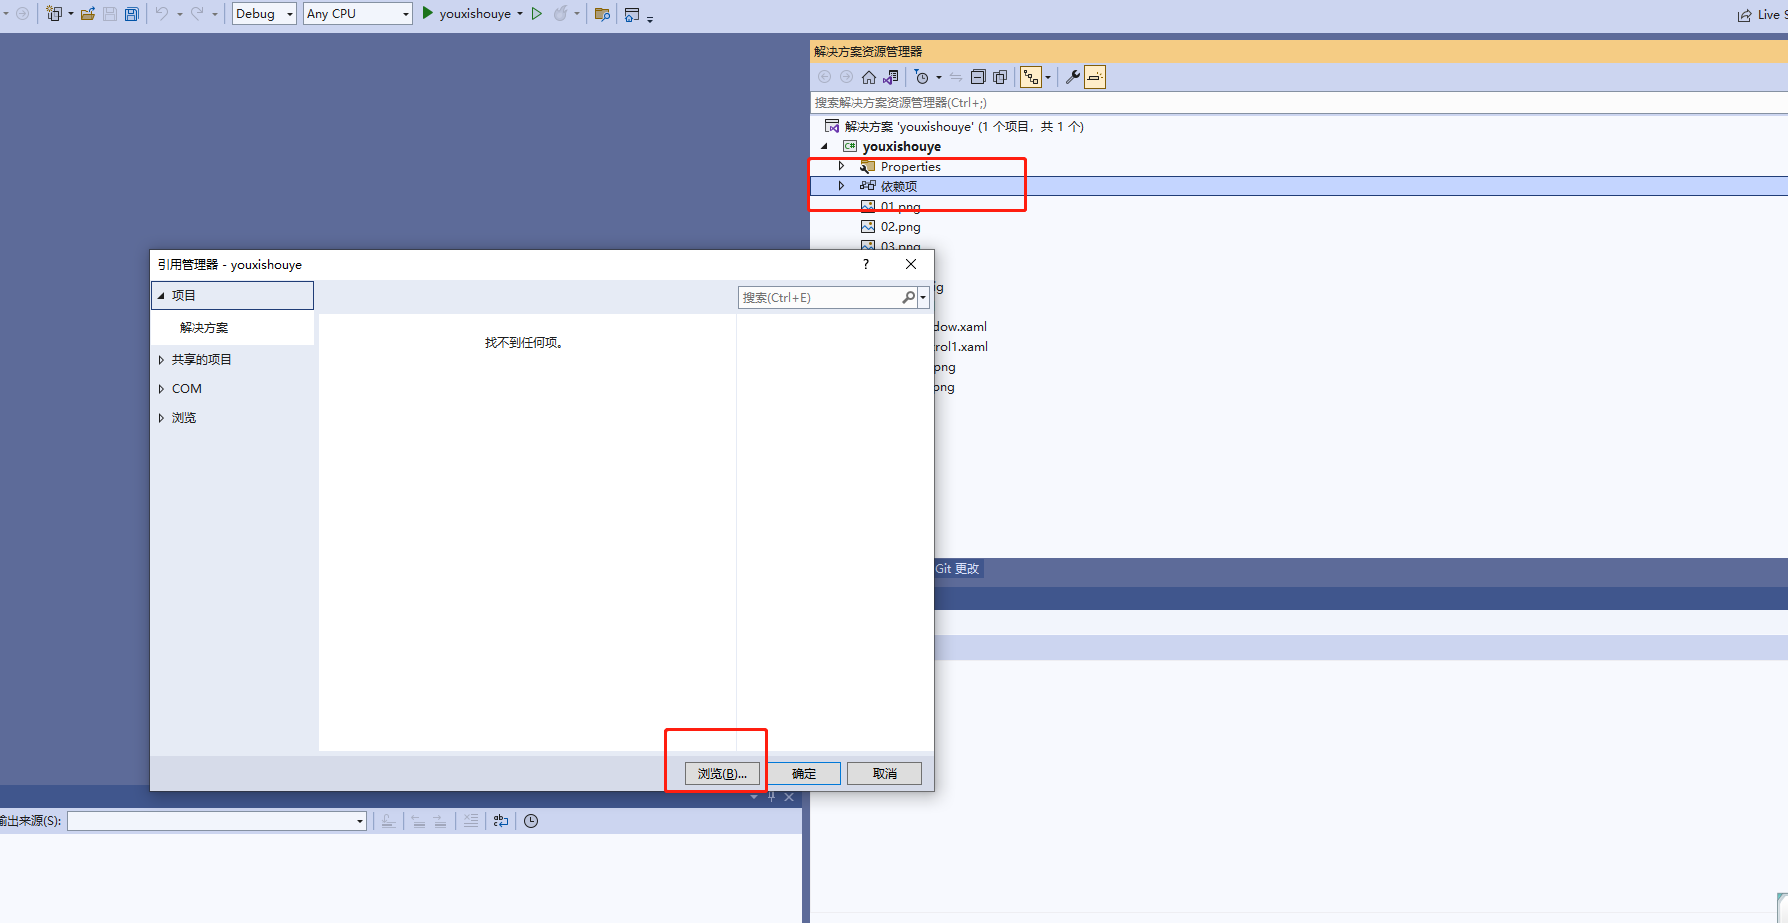 Debug
Any CPU
youxishouye
Live S
解决方案资源管理器
搜索解决方案资源管理器(Ctrl+;)
解决方案 'youxishouye' (1 个项目，共 1 个)
C# youxishouye
Properties
依赖项
01.png
02.png
03.png
ig
dow.xaml
rol1.xaml
png
png
引用管理器 - youxishouye
?
项目
搜索(Ctrl+E)
解决方案
找不到任何项。
共享的项目
COM
浏览
Git 更改
浏览(B)...
确定
取消
输出来源(S):